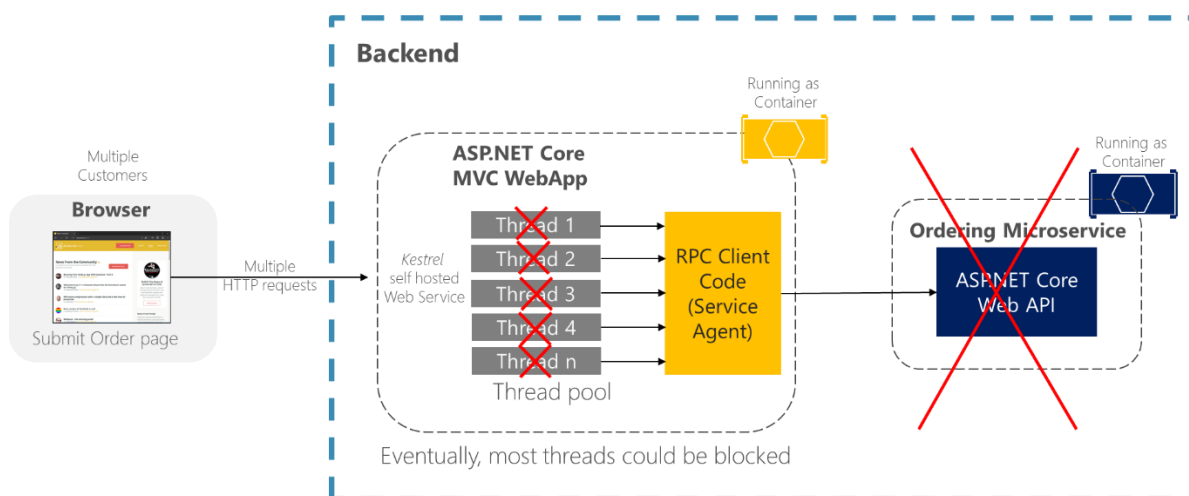 Backend
Running as
Container
Running as
Container
Multiple
Customers
Browser
Submit Order page
Multiple
HTTP requests
ASP.NET Core
MVC WebApp
Kestrel
self hosted
Web Service
Thread 1
Thread 2
Thread 3
Thread 4
Thread n
Thread pool
RPC Client
Code
(Service
Agent)
Ordering Microservice
ASP.NET Core
Web API
Eventually, most threads could be blocked